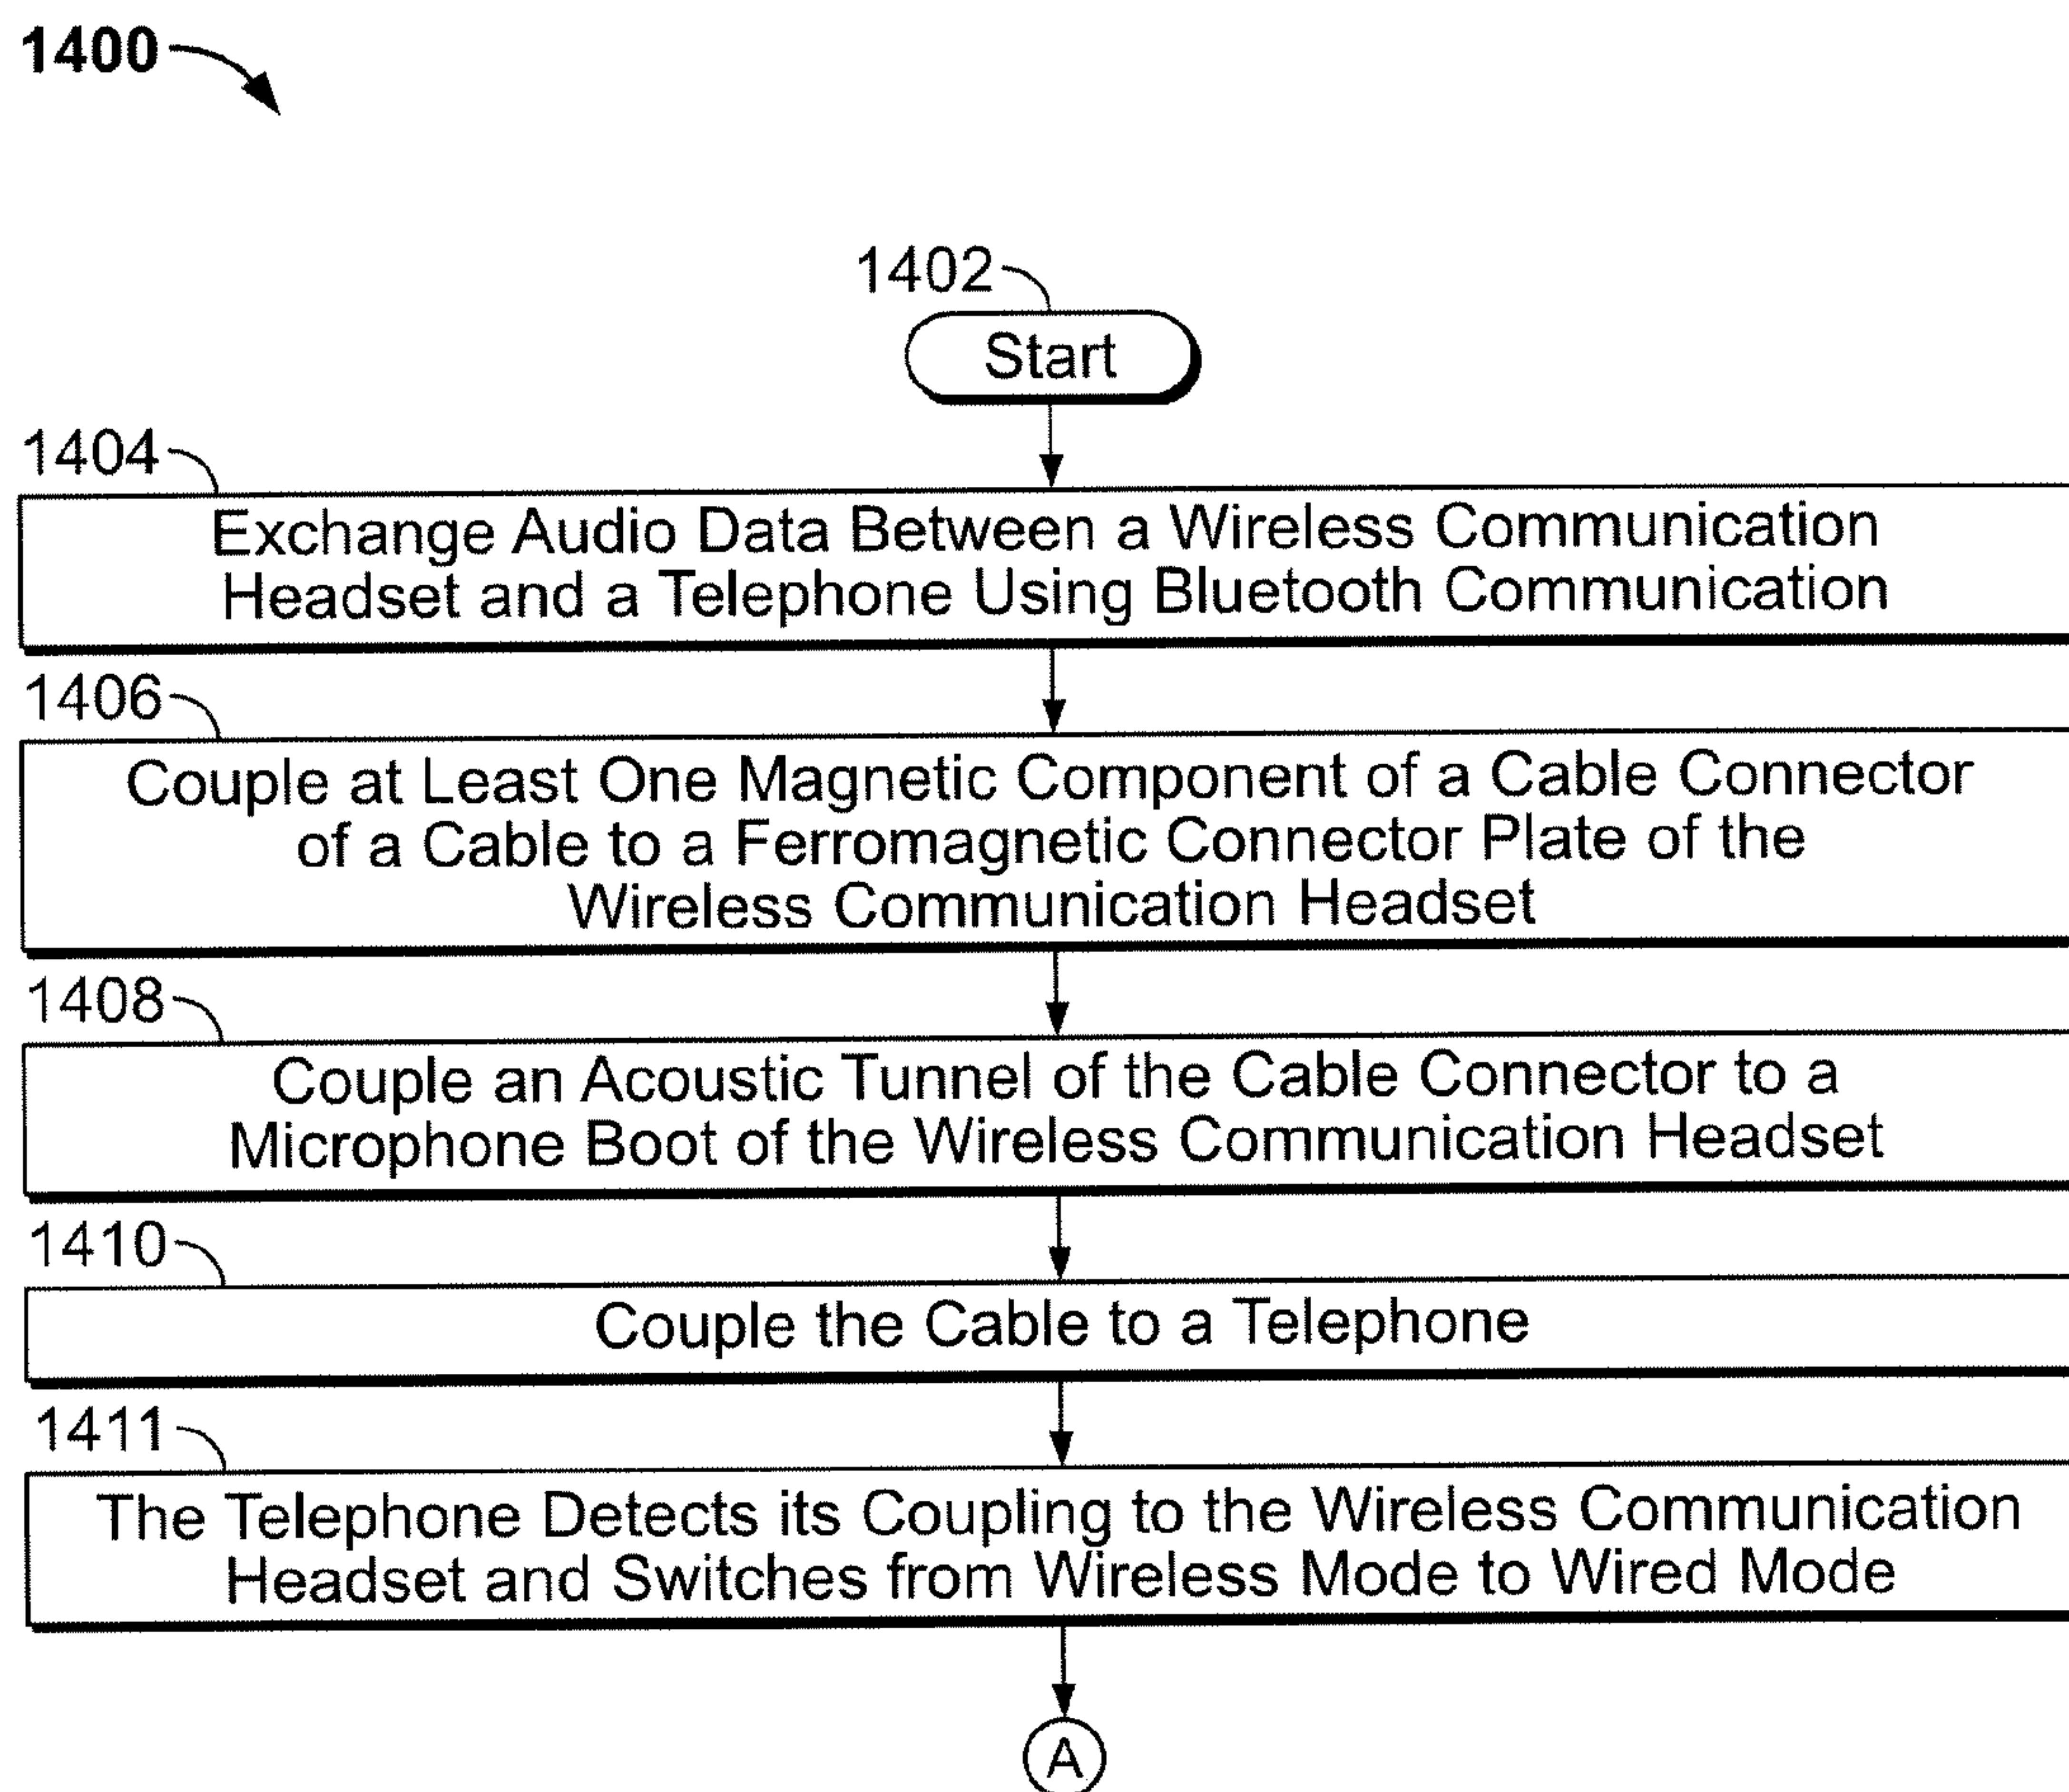 1400
1402
Start
1404
Exchange Audio Data Between a Wireless Communication
Headset and a Telephone Using Bluetooth Communication
1406
Couple at Least One Magnetic Component of a Cable Connector
of a Cable to a Ferromagnetic Connector Plate of the
Wireless Communication Headset
1408
Couple an Acoustic Tunnel of the Cable Connector to a
Microphone Boot of the Wireless Communication Headset
1410
Couple the Cable to a Telephone
1411
The Telephone Detects its Coupling to the Wireless Communication
Headset and Switches from Wireless Mode to Wired Mode
A